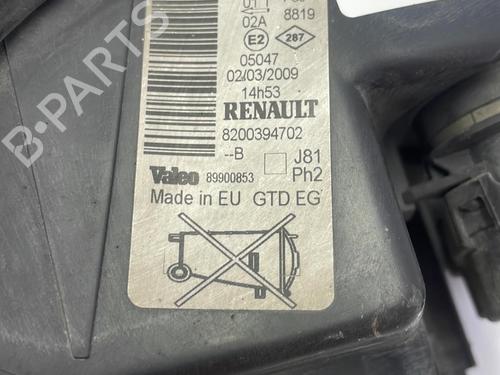 8819
02A
E2
287
05047
02/03/2009
14h53
RENAULT
8200394702
--B
J81
Valeo 89900853
Ph2
Made in EU GTD EG
B-PARTS